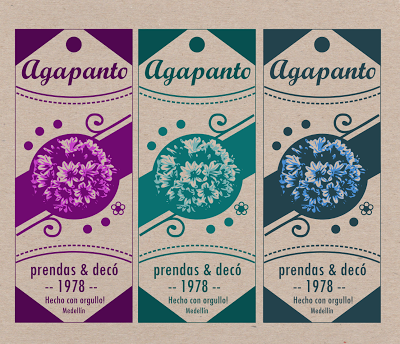 Agapanto
prendas & decó
-- 1978 --
Hecho con orgullo!
Medellín
Agapanto
prendas & decó
-- 1978 --
Hecho con orgullo!
Medellín
Agapanto
prendas & decó
-- 1978 --
Hecho con orgullo!
Medellín